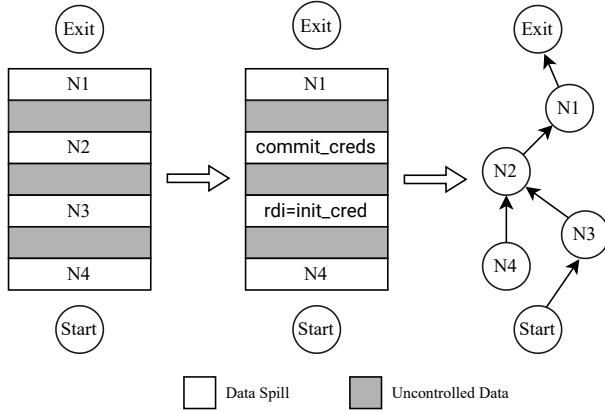 Exit
N1
N2
N3
N4
Start
Exit
N1
commit_creds
rdi=init_cred
N4
Start
Exit
N1
N2
N3
N4
Start
Data Spill
Uncontrolled Data